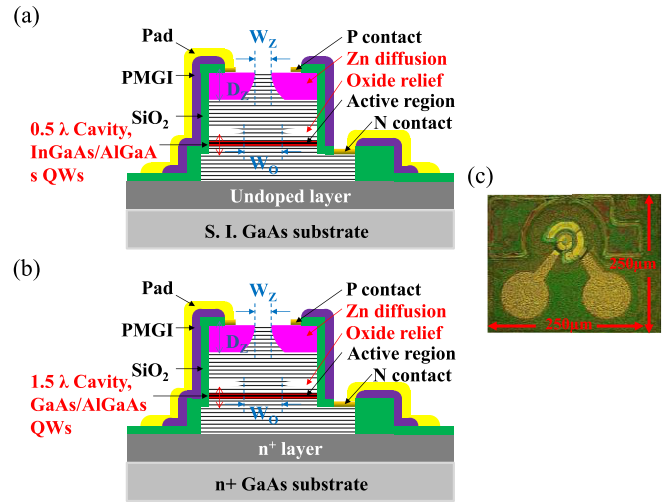 (a)
W_Z
Pad
P contact
PMGI
Zn diffusion
D_Z
Oxide relief
SiO₂
Active region
0.5 λ Cavity,
InGaAs/AlGaA
s QWs
N contact
W_O
Undoped layer
S. I. GaAs substrate
(b)
W_Z
Pad
P contact
PMGI
Zn diffusion
D_Z
Oxide relief
SiO₂
Active region
1.5 λ Cavity,
GaAs/AlGaAs
QWs
N contact
W_O
n⁺ layer
n+ GaAs substrate
(c)
250μm
250μm